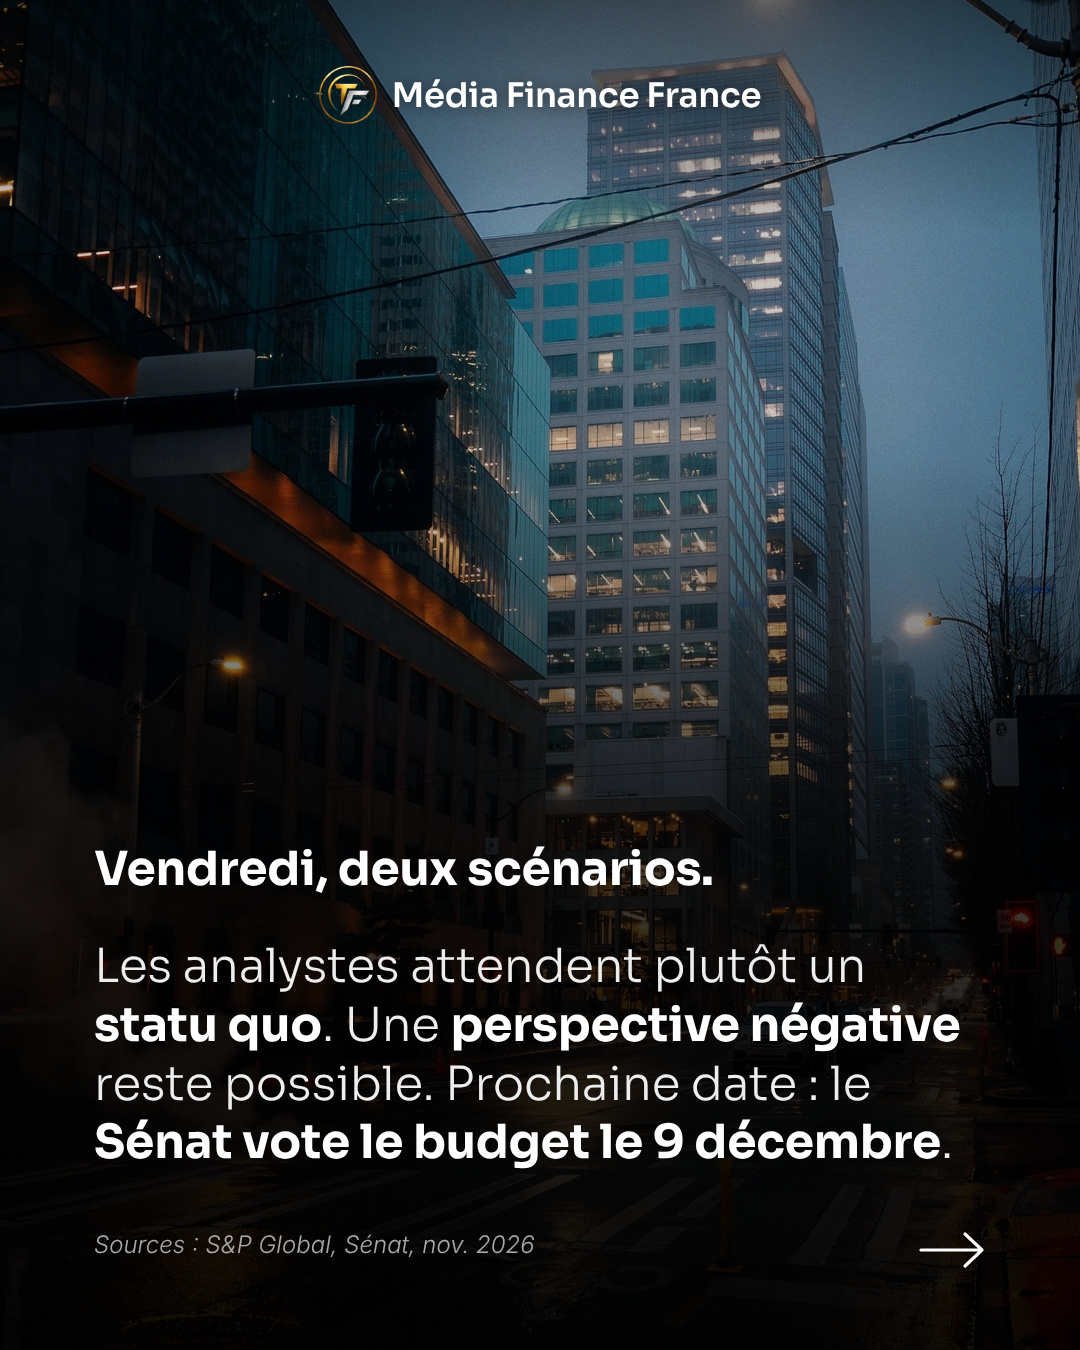 TF Média Finance France
Vendredi, deux scénarios.
Les analystes attendent plutôt un
statu quo. Une perspective négative
reste possible. Prochaine date : le
Sénat vote le budget le 9 décembre.
Sources : S&P Global, Sénat, nov. 2026